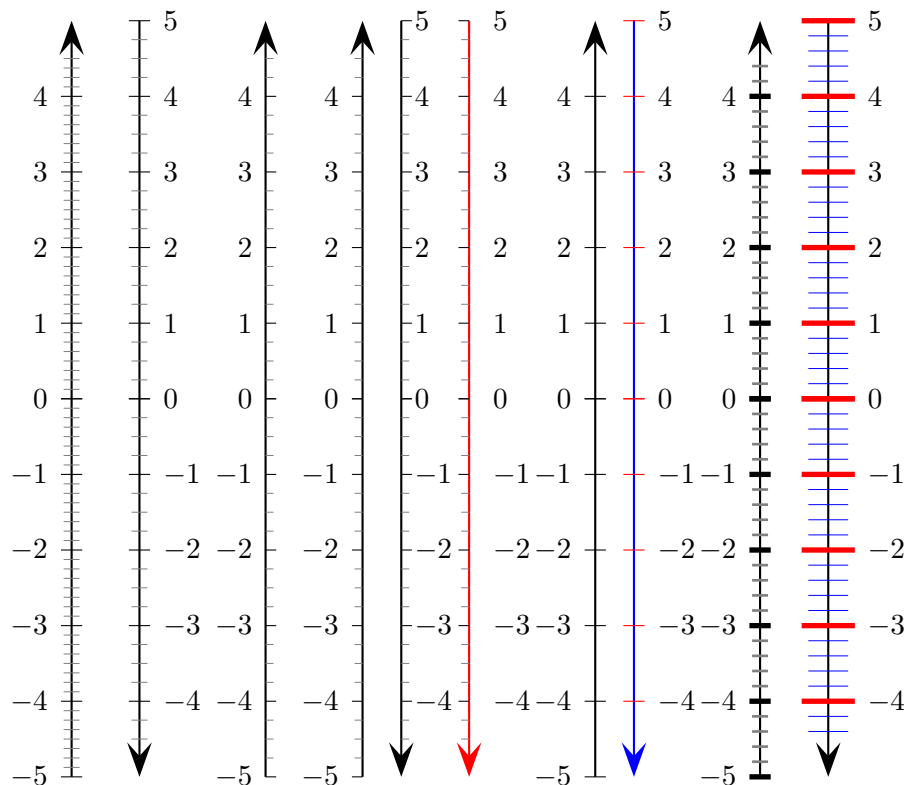 5 5 5 5 5
4 4 4 4 4 4 4 4 4 4
3 3 3 3 3 3 3 3 3 3
2 2 2 2 2 2 2 2 2 2
1 1 1 1 1 1 1 1 1 1
0 0 0 0 0 0 0 0 0 0
−1 −1 −1 −1 −1 −1 −1 −1 −1 −1
−2 −2 −2 −2 −2 −2 −2 −2 −2 −2
−3 −3 −3 −3 −3 −3 −3 −3 −3 −3
−4 −4 −4 −4 −4 −4 −4 −4 −4 −4
−5 −5 −5 −5 −5